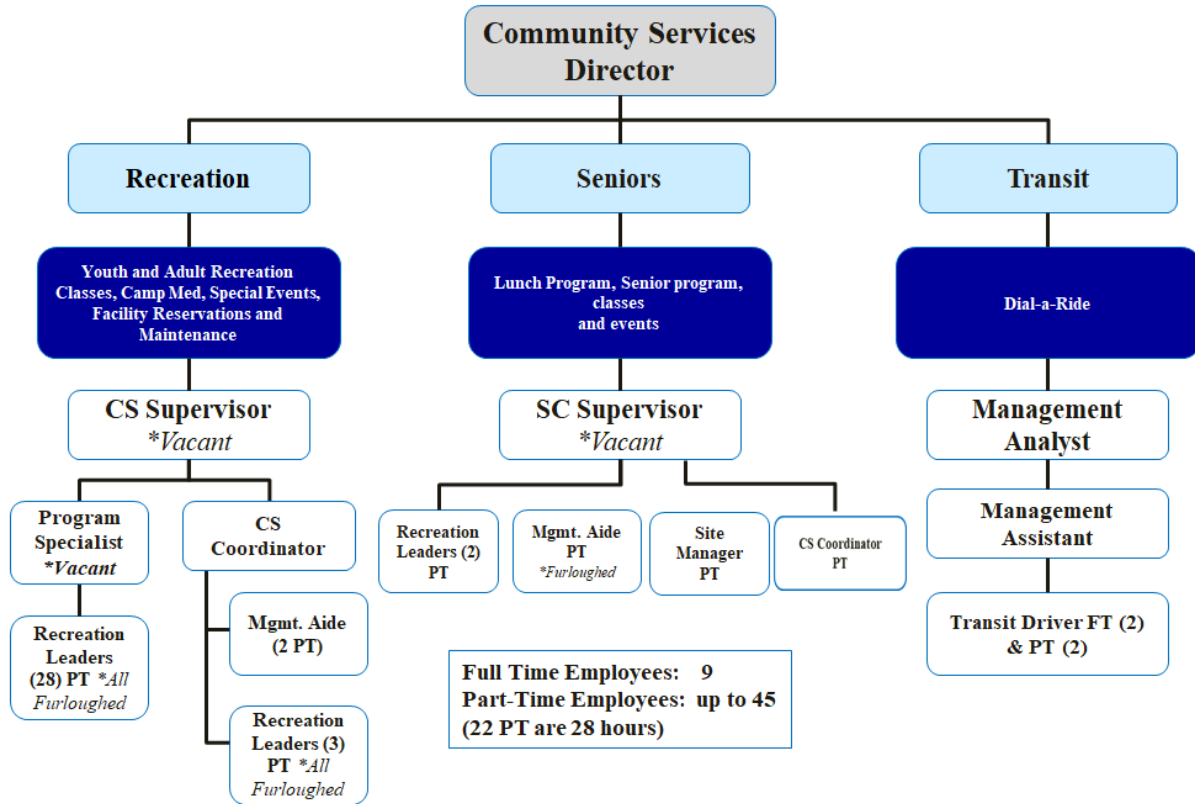 Community Services
Director
Recreation
Seniors
Transit
Youth and Adult Recreation
Classes, Camp Med, Special Events,
Facility Reservations and
Maintenance
Lunch Program, Senior program,
classes
and events
Dial-a-Ride
CS Supervisor
*Vacant
SC Supervisor
*Vacant
Management
Analyst
Program
Specialist
*Vacant
CS
Coordinator
Recreation
Leaders (2)
PT
Mgmt. Aide
PT
*Furloughed
Site
Manager
PT
CS Coordinator
PT
Management
Assistant
Recreation
Leaders
(28) PT *All
Furloughed
Mgmt. Aide
(2 PT)
Recreation
Leaders (3)
PT *All
Furloughed
Transit Driver FT (2)
& PT (2)
Full Time Employees: 9
Part-Time Employees: up to 45
(22 PT are 28 hours)